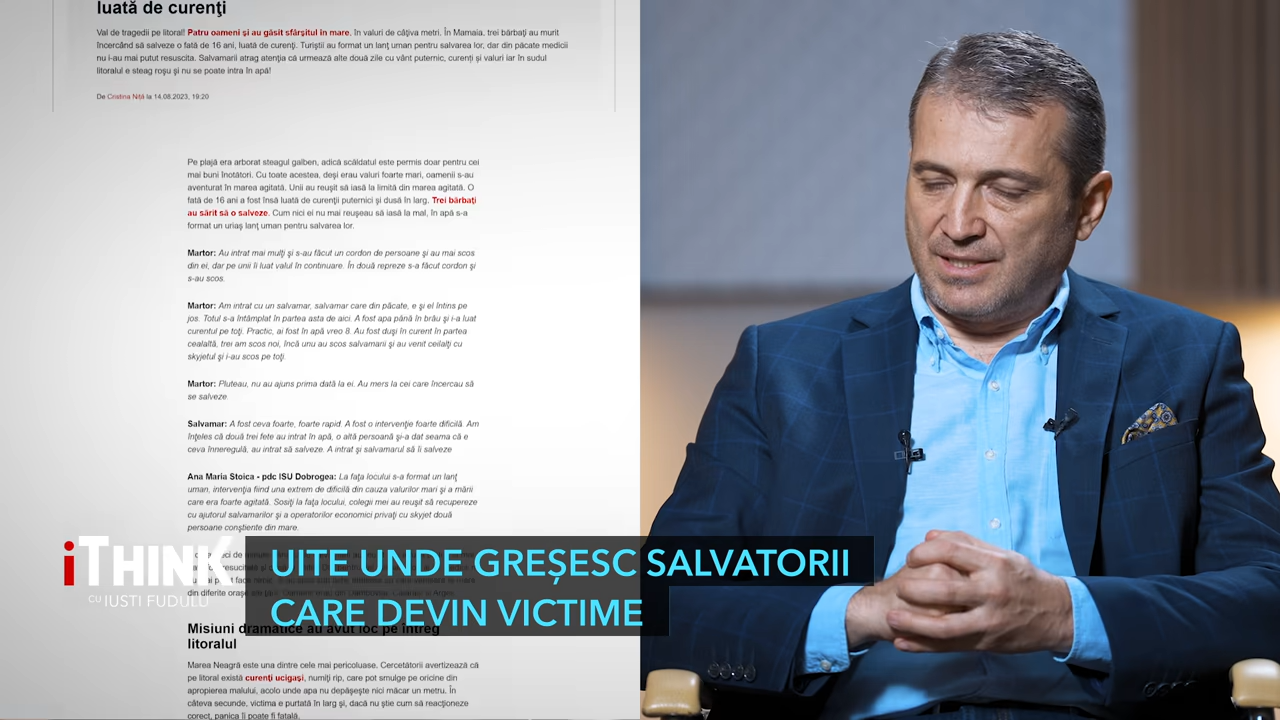 luată de curenţi
Val de tragedii pe litoral! Patru oameni şi au găsit sfârşitul în mare, în valuri de câţiva metri. În Mamaia, trei bărbaţi au murit
încercând să salveze o fată de 16 ani, luată de curenţi. Turiştii au format un lanţ uman pentru salvarea lor, dar din păcate medicii
nu i-au mai putut resuscita. Salvamarii atrag atenţia că urmează alte două zile cu vânt puternic, curenţi şi valuri iar în sudul
litoralul e steag roşu şi nu se poate intra în apă!
De Cristina Niţă la 14.08.2023, 19:20
Pe plajă era arborat steagul galben, adică scăldatul este permis doar pentru cei
mai buni înotători. Cu toate acestea, deşi erau valuri foarte mari, oamenii s-au
aventurat în marea agitată. Unii au reuşit să iasă la limită din marea agitată. O
fată de 16 ani a fost însă luată de curenţii puternici şi dusă în larg. Trei bărbaţi
au sărit să o salveze. Cum nici ei nu mai reuşeau să iasă la mal, în apă s-a
format un uriaş lanţ uman pentru salvarea lor.
Martor: Au intrat mai mulţi şi s-au făcut un cordon de persoane şi au mai scos
din ei, dar pe unii îi luat valul în continuare. În două repreze s-a făcut cordon şi
s-au scos.
Martor: Am intrat cu un salvamar, salvamar care din păcate, e şi el întins pe
jos. Totul s-a întâmplat în partea asta de aici. A fost apa până în brâu şi i-a luat
curentul pe toţi. Practic, ai fost în apă vreo 8. Au fost duşi în curent în partea
cealaltă, trei am scos noi, încă unu au scos salvamarii şi au venit ceilalţi cu
skyjetul şi i-au scos pe toţi.
Martor: Pluteau, nu au ajuns prima dată la ei. Au mers la cei care încercau să
se salveze.
Salvamar: A fost ceva foarte, foarte rapid. A fost o intervenţie foarte dificilă. Am
înţeles că două trei fete au intrat în apă, o altă persoană şi-a dat seama că e
ceva înneregulă, au intrat să salveze. A intrat şi salvamarul să îi salveze
Ana Maria Stoica - pdc ISU Dobrogea: La faţa locului s-a format un lanţ
uman, intervenţia fiind una extrem de dificilă din cauza valurilor mari şi a mării
care era foarte agitată. Sosiţi la faţa locului, colegii mei au reuşit să recupereze
cu ajutorul salvamarilor şi a operatorilor economici privaţi cu skyjet două
persoane conştiente din mare.
iTHINK
CU IUSTI FUDULU
UITE UNDE GREȘESC SALVATORII
CARE DEVIN VICTIME
Misiuni dramatice au avut loc pe întreg
litoralul
Marea Neagră este una dintre cele mai pericoluase. Cercetătorii avertizează că
pe litoral există curenţi ucigaşi, numiţi rip, care pot smulge pe oricine din
apropierea malului, acolo unde apa nu depăşeşte nici măcar un metru. În
câteva secunde, victima e purtată în larg şi, dacă nu ştie cum să reacţioneze
corect, panica îi poate fi fatală.